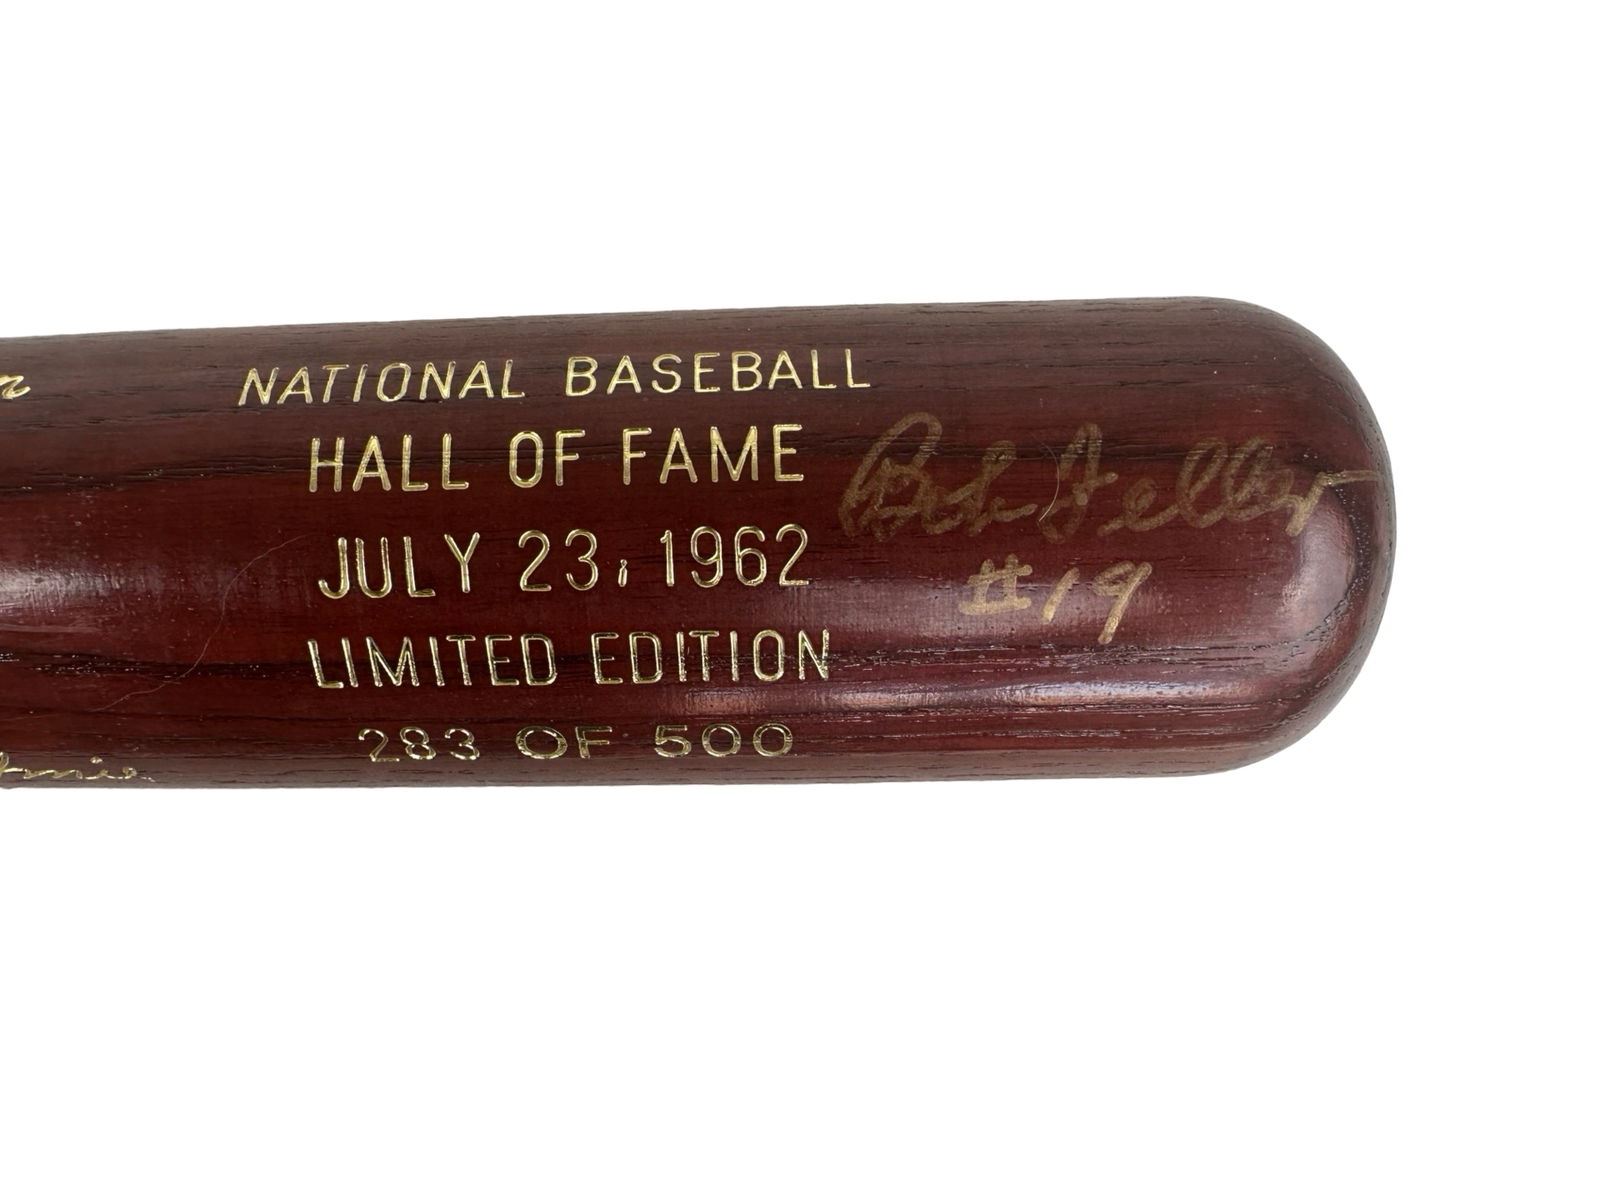 NATIONAL BASEBALL
HALL OF FAME
JULY 23, 1962
LIMITED EDITION
283 OF 500
Bob Feller
#19